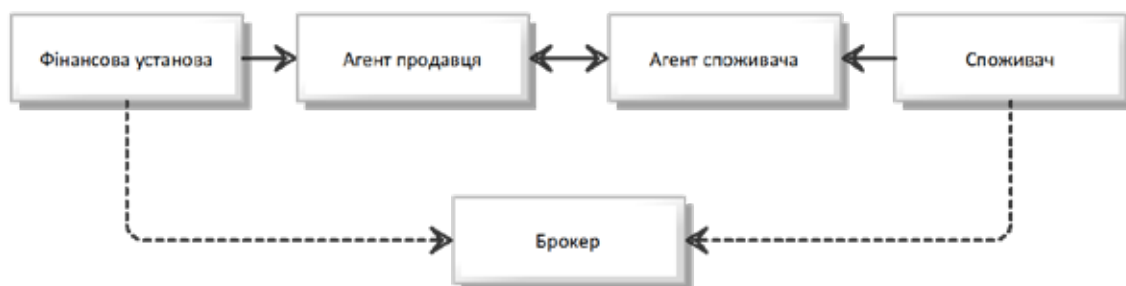 Фінансова установа
Агент продавця
Агент споживача
Споживач
Брокер